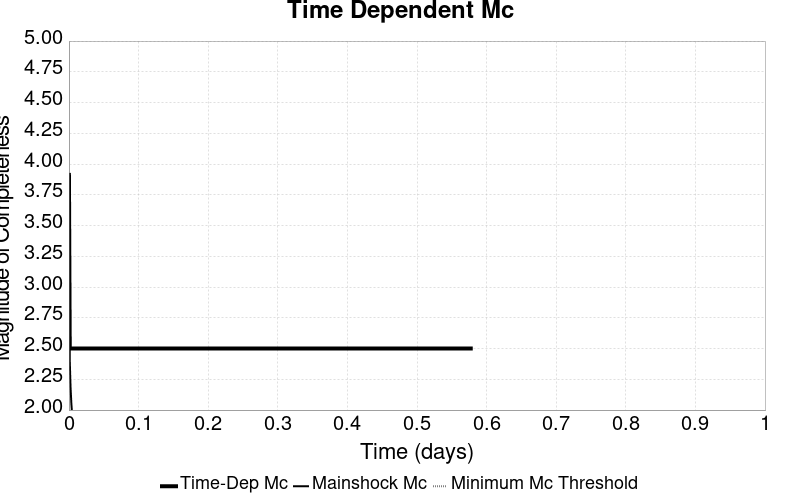 Time Dependent Mc
5.00
4.75
4.50
4.25
4.00
3.75
3.50
3.25
3.00
2.75
2.50
2.25
2.00
Magnitude of Completeness
0 0.1 0.2 0.3 0.4 0.5 0.6 0.7 0.8 0.9 1
Time (days)
Time-Dep Mc Mainshock Mc Minimum Mc Threshold